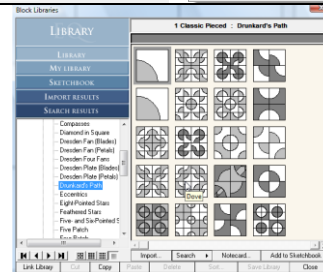 Block Libraries
LIBRARY
1 Classic Pieced : Drunkard's Path
LIBRARY
MY LIBRARY
SKETCHBOOK
IMPORT RESULTS
SEARCH RESULTS
Compasses
Diamond in Square
Dresden Fan (Blades)
Dresden Fan (Petals)
Dresden Four Fans
Dresden Plate (Blades)
Dresden Plate (Petals)
Drunkard's Path
Eccentrics
Eight-Pointed Stars
Feathered Stars
Five- and Six-Pointed S
Five Patch
Four Patch
Dove
Import...
Search
Notecard...
Add to Sketchbook
Link Library
Cut
Copy
Paste
Delete
Sort...
Save Library
Close